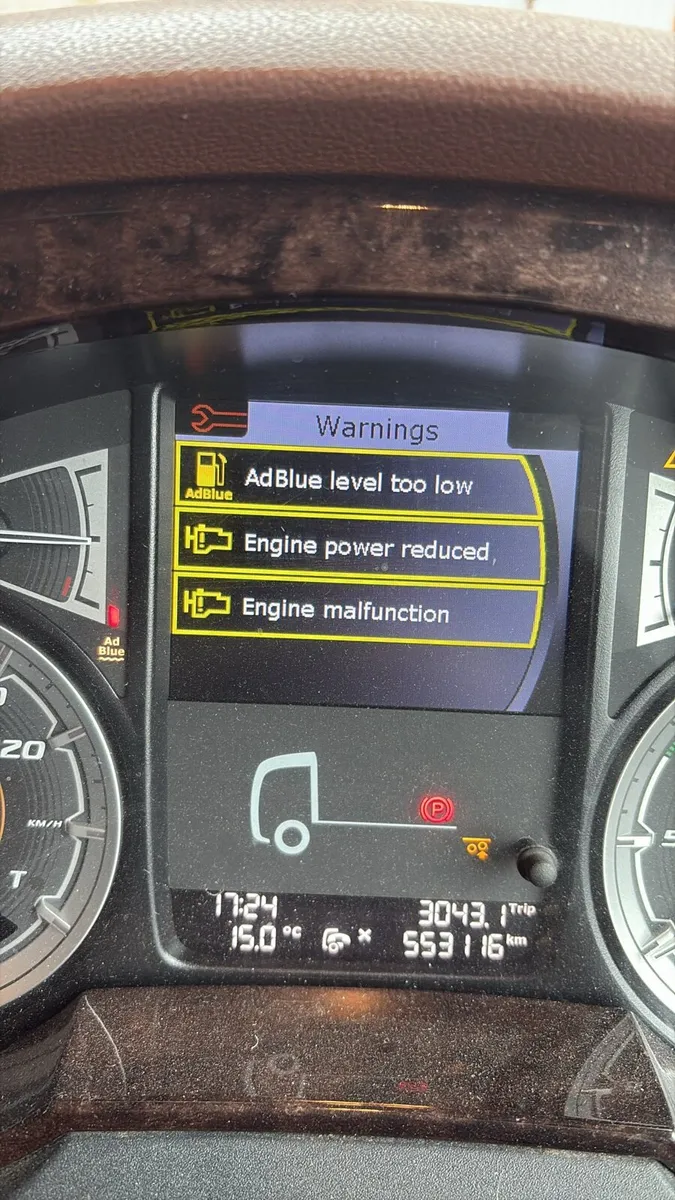 Warnings
AdBlue
AdBlue level too low
Engine power reduced
Engine malfunction
Ad
Blue
20
KM/H
T
P
17:24
3043.1 Trip
15.0 °C
553116 km